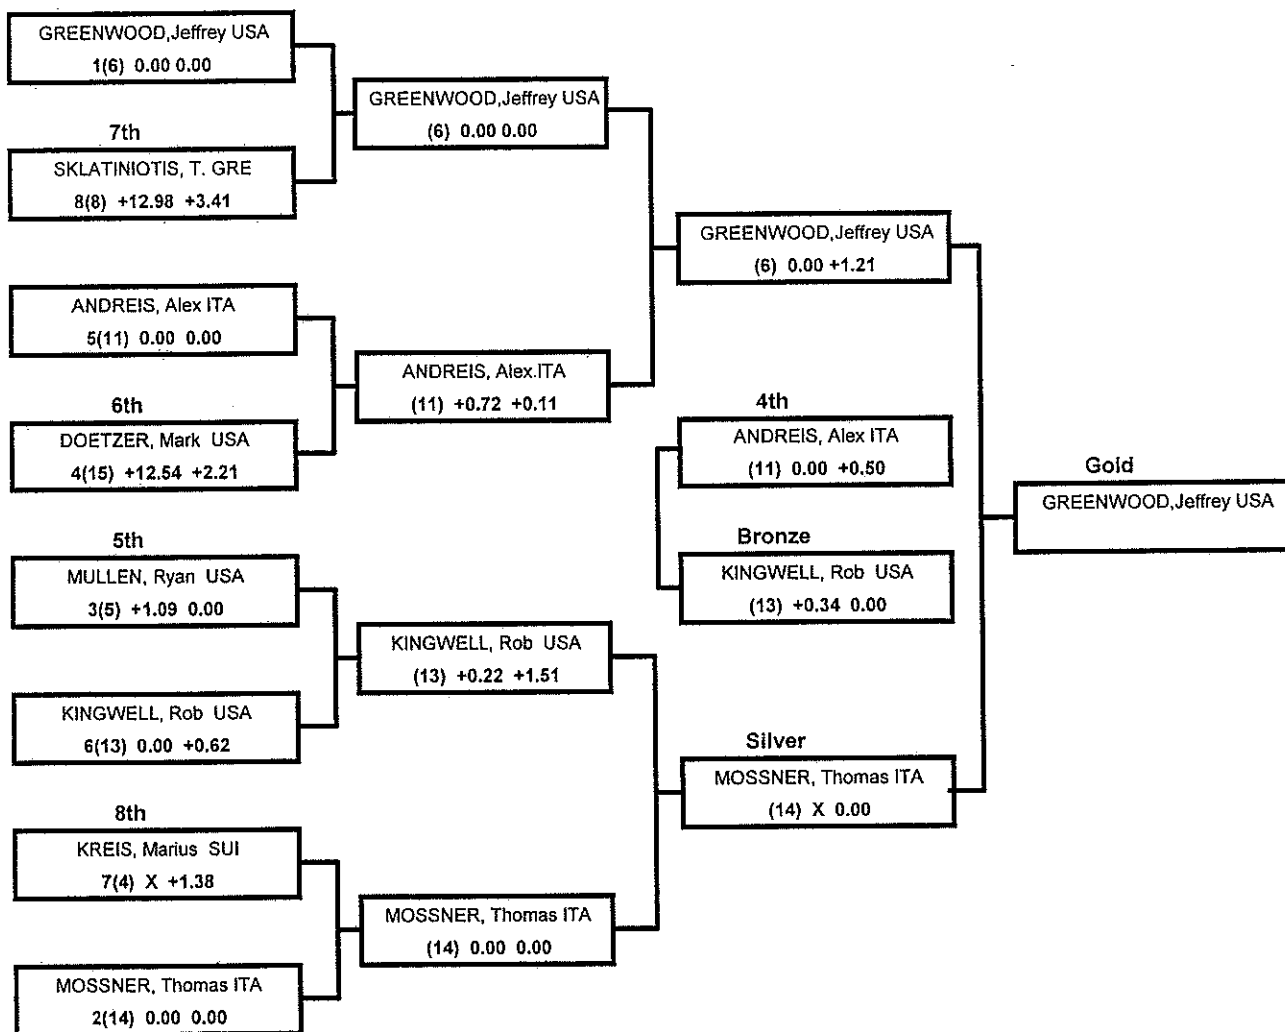 GREENWOOD,Jeffrey USA
1(6) 0.00 0.00
7th
SKLATINIOTIS, T. GRE
8(8) +12.98 +3.41
ANDREIS, Alex ITA
5(11) 0.00 0.00
6th
DOETZER, Mark USA
4(15) +12.54 +2.21
5th
MULLEN, Ryan USA
3(5) +1.09 0.00
KINGWELL, Rob USA
6(13) 0.00 +0.62
8th
KREIS, Marius SUI
7(4) X +1.38
MOSSNER, Thomas ITA
2(14) 0.00 0.00
GREENWOOD,Jeffrey USA
(6) 0.00 0.00
ANDREIS, Alex.ITA
(11) +0.72 +0.11
KINGWELL, Rob USA
(13) +0.22 +1.51
MOSSNER, Thomas ITA
(14) 0.00 0.00
GREENWOOD,Jeffrey USA
(6) 0.00 +1.21
4th
ANDREIS, Alex ITA
(11) 0.00 +0.50
Bronze
KINGWELL, Rob USA
(13) +0.34 0.00
Silver
MOSSNER, Thomas ITA
(14) X 0.00
Gold
GREENWOOD,Jeffrey USA